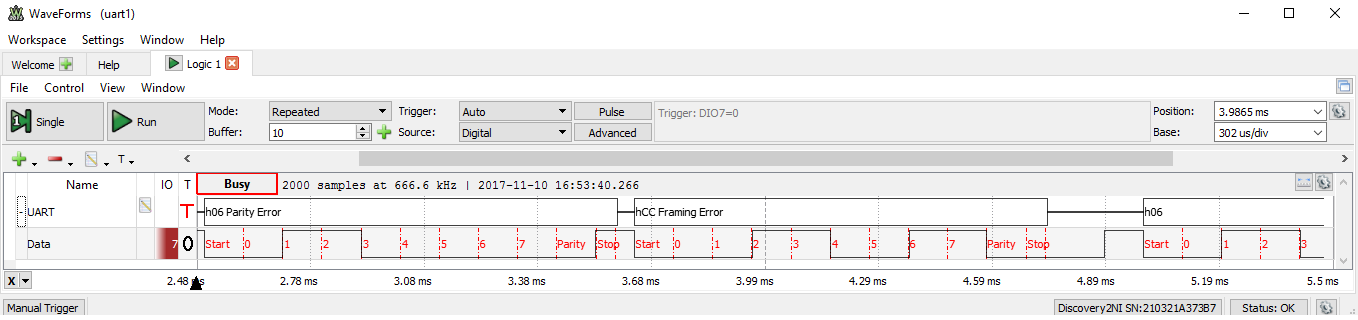 WaveForms (uart1)
Workspace Settings Window Help
Welcome Help Logic 1
File Control View Window
Single Run Mode: Repeated Trigger: Auto Pulse Trigger: DIO7=0 Position: 3.9865 ms
Buffer: 10 Source: Digital Advanced Base: 302 us/div
T
Name IO T Busy 2000 samples at 666.6 kHz | 2017-11-10 16:53:40.266
UART T h06 Parity Error hCC Framing Error h06
Data 7 0 Start 0 1 2 3 4 5 6 7 Parity Stop Start 0 1 2 3 4 5 6 7 Parity Stop Start 0 1 2 3
X 2.48 ms 2.78 ms 3.08 ms 3.38 ms 3.68 ms 3.99 ms 4.29 ms 4.59 ms 4.89 ms 5.19 ms 5.5 ms
Manual Trigger Discovery2NI SN:210321A373B7 Status: OK